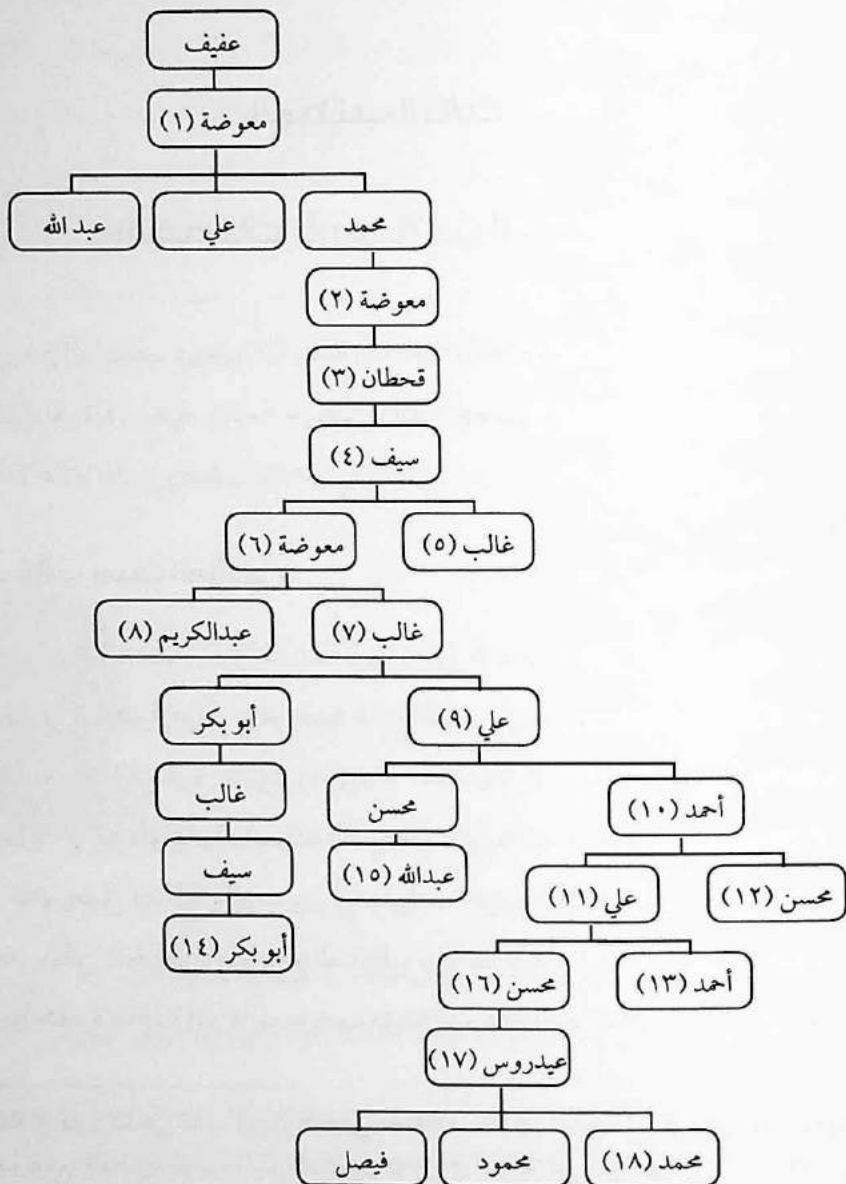 عفيف
معوضة (١)
محمد علي عبد الله
معوضة (٢)
قحطان (٣)
سيف (٤)
غالب (٥) معوضة (٦)
غالب (٧) عبدالكريم (٨)
علي (٩) أبو بكر
أحمد (١٠) محسن غالب
عبدالله (١٥) سيف
محسن (١٢) علي (١١)
أبو بكر (١٤)
أحمد (١٣) محسن (١٦)
عيدروس (١٧)
محمد (١٨) محمود فيصل